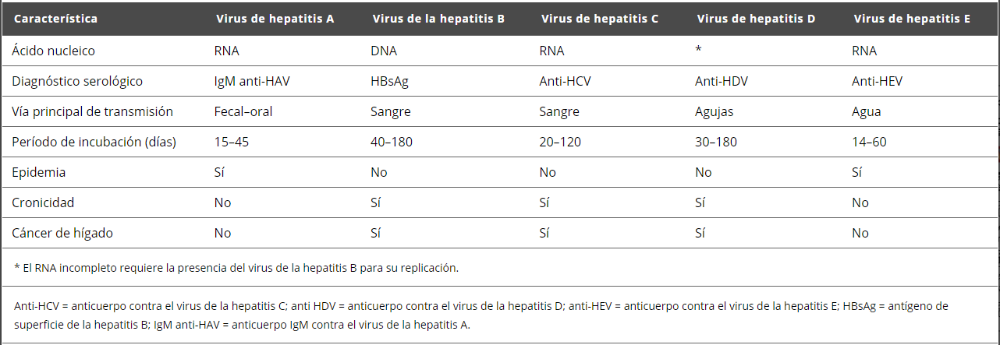 Característica Virus de hepatitis A Virus de la hepatitis B Virus de hepatitis C Virus de hepatitis D Virus de hepatitis E
Ácido nucleico RNA DNA RNA * RNA
Diagnóstico serológico IgM anti-HAV HBsAg Anti-HCV Anti-HDV Anti-HEV
Vía principal de transmisión Fecal–oral Sangre Sangre Agujas Agua
Período de incubación (días) 15–45 40–180 20–120 30–180 14–60
Epidemia Sí No No No Sí
Cronicidad No Sí Sí Sí No
Cáncer de hígado No Sí Sí Sí No
* El RNA incompleto requiere la presencia del virus de la hepatitis B para su replicación.
Anti-HCV = anticuerpo contra el virus de la hepatitis C; anti HDV = anticuerpo contra el virus de la hepatitis D; anti-HEV = anticuerpo contra el virus de la hepatitis E; HBsAg = antígeno de
superficie de la hepatitis B; IgM anti-HAV = anticuerpo IgM contra el virus de la hepatitis A.